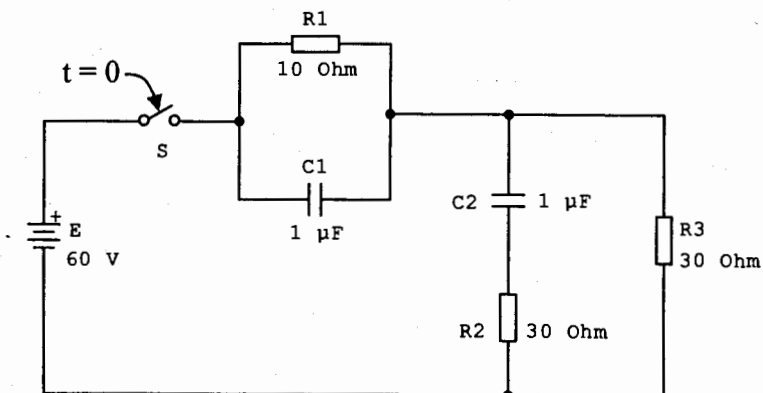 R1
10 Ohm
t = 0
S
C1
1 µF
+
E
60 V
C2 1 µF
R3
30 Ohm
R2 30 Ohm